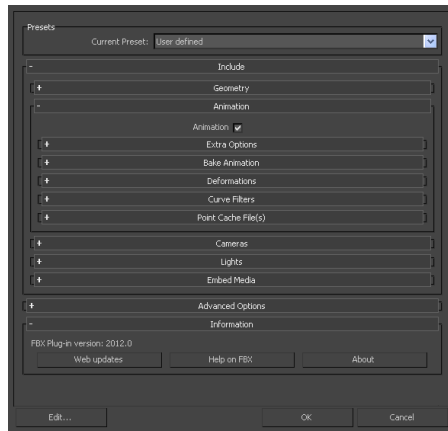 Presets
Current Preset: User defined
- Include
+ Geometry
- Animation
Animation
+ Extra Options
+ Bake Animation
+ Deformations
+ Curve Filters
+ Point Cache File(s)
+ Cameras
+ Lights
+ Embed Media
+ Advanced Options
- Information
FBX Plug-in version: 2012.0
Web updates Help on FBX About
Edit... OK Cancel